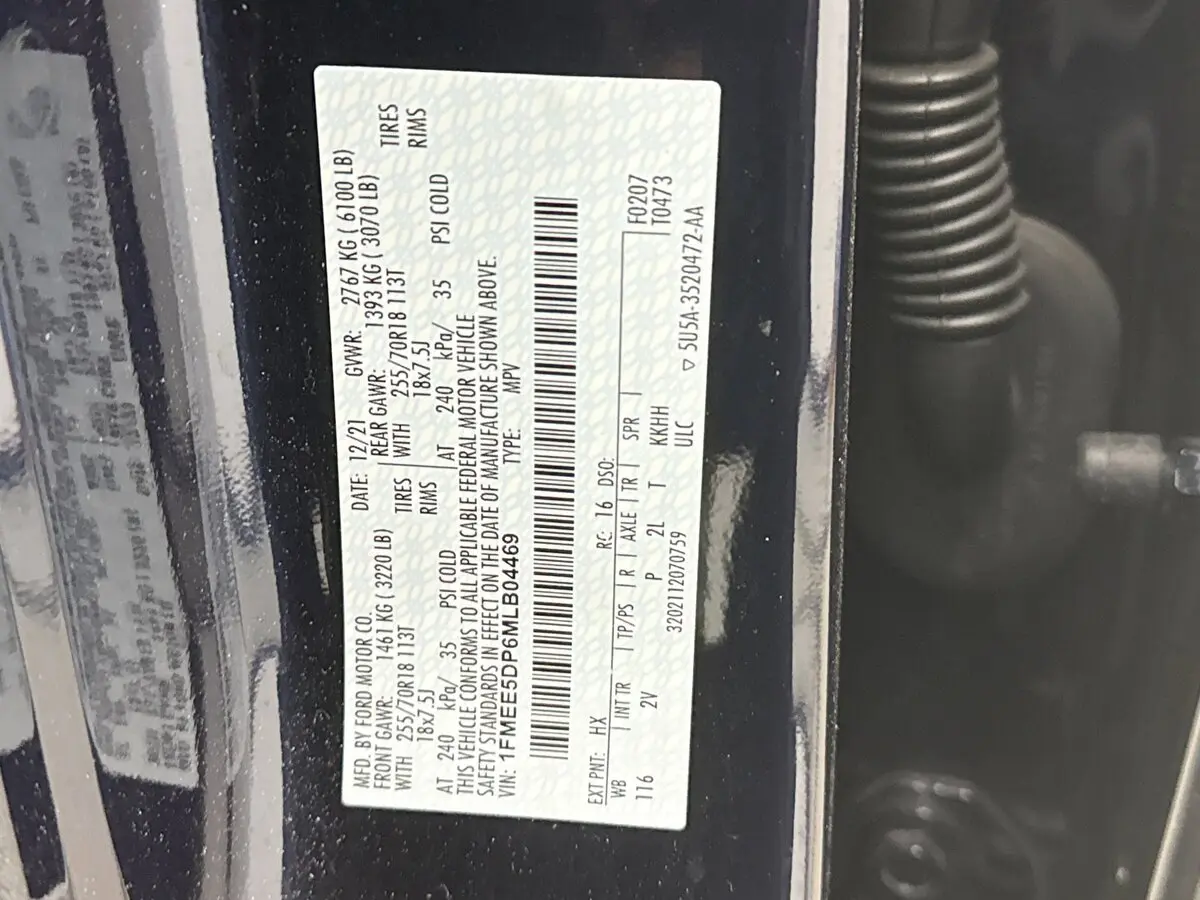 MFD. BY FORD MOTOR CO.
DATE: 12/21 GVWR: 2767 KG ( 6100 LB)
FRONT GAWR: 1461 KG ( 3220 LB) REAR GAWR: 1393 KG ( 3070 LB)
WITH 255/70R18 113T TIRES WITH 255/70R18 113T TIRES
18x7.5J RIMS 18x7.5J RIMS
AT 240 kPa/ 35 PSI COLD AT 240 kPa/ 35 PSI COLD
THIS VEHICLE CONFORMS TO ALL APPLICABLE FEDERAL MOTOR VEHICLE
SAFETY STANDARDS IN EFFECT ON THE DATE OF MANUFACTURE SHOWN ABOVE.
VIN: 1FMEE5DP6MLB04469 TYPE: MPV
EXT PNT: HX RC: 16 DSO: F0207
WB INT TR TP/PS R AXLE TR SPR T0473
116 2V P 2L T KKHH
3202112070759 ULC ▽ 5U5A-3520472-AA